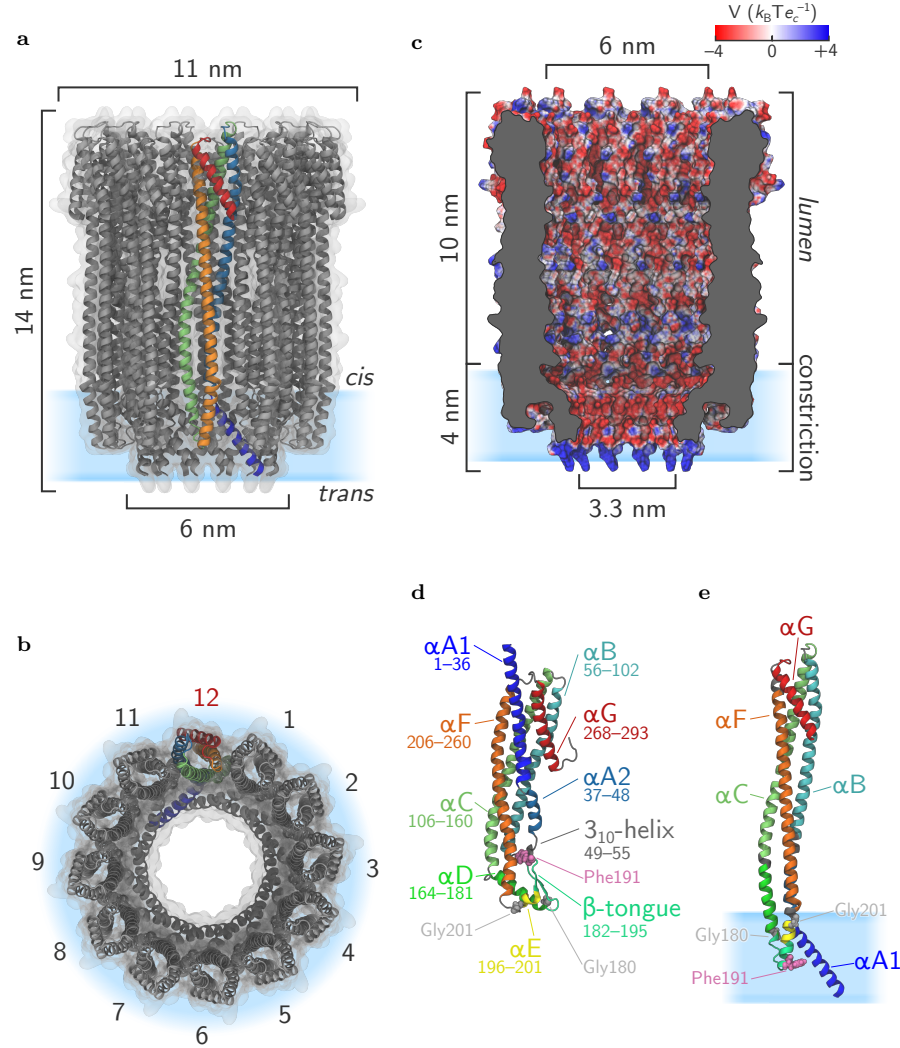 a
11 nm
14 nm
cis
trans
6 nm
c
V (k_BTe_c^−1)
−4 0 +4
6 nm
10 nm
lumen
4 nm
constriction
3.3 nm
b
12
1
2
3
4
5
6
7
8
9
10
11
d
αA1
1–36
αB
56–102
αF
206–260
αG
268–293
αC
106–160
αA2
37–48
3₁₀-helix
49–55
Phe191
αD
164–181
β-tongue
182–195
Gly201
αE
196–201
Gly180
e
αG
αF
αC
αB
Gly201
Gly180
Phe191
αA1